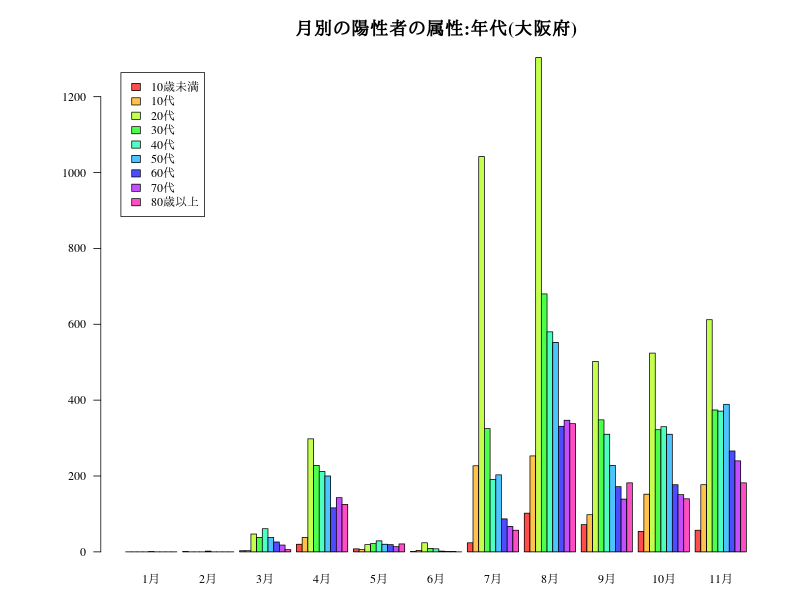 月別の陽性者の属性:年代(大阪府)
10歳未満
10代
20代
30代
40代
50代
60代
70代
80歳以上
1200
1000
800
600
400
200
0
1月 2月 3月 4月 5月 6月 7月 8月 9月 10月 11月